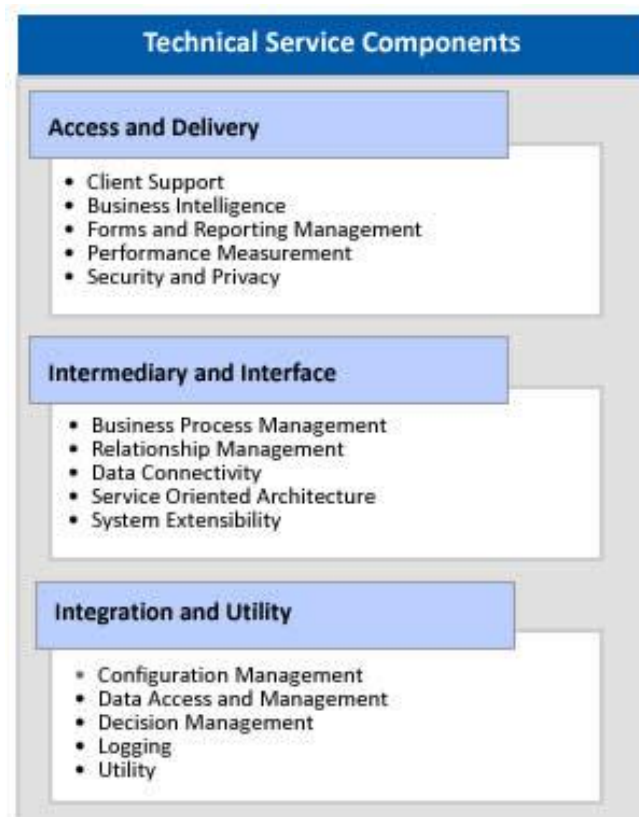 Technical Service Components
Access and Delivery
• Client Support
• Business Intelligence
• Forms and Reporting Management
• Performance Measurement
• Security and Privacy
Intermediary and Interface
• Business Process Management
• Relationship Management
• Data Connectivity
• Service Oriented Architecture
• System Extensibility
Integration and Utility
• Configuration Management
• Data Access and Management
• Decision Management
• Logging
• Utility